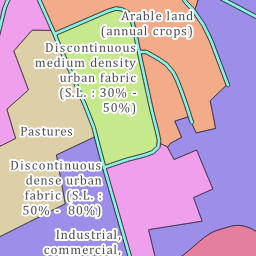 Arable land
(annual crops)
Discontinuous
medium density
urban fabric
(S.L. : 30% -
50%)
Pastures
Discontinuous
dense urban
fabric (S.L. :
50% - 80%)
Industrial,
commercial,